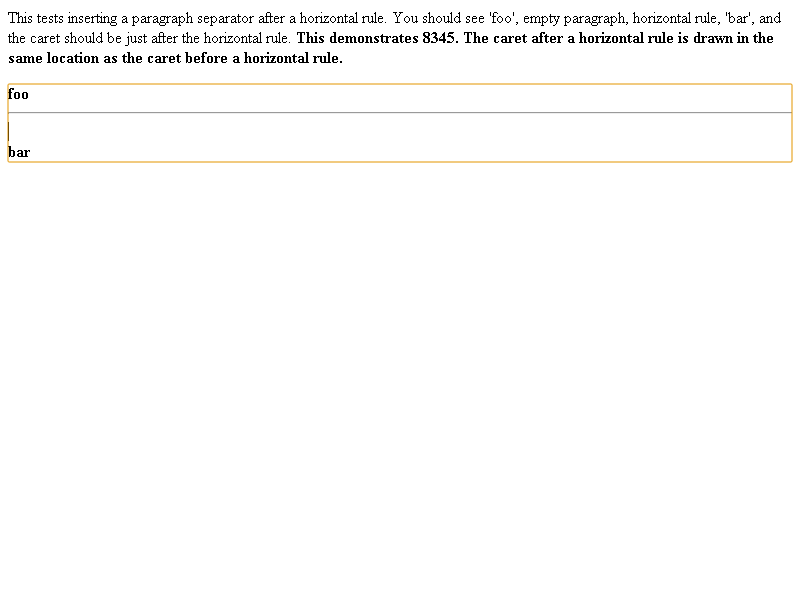 This tests inserting a paragraph separator after a horizontal rule. You should see 'foo', empty paragraph, horizontal rule, 'bar', and
the caret should be just after the horizontal rule. This demonstrates 8345. The caret after a horizontal rule is drawn in the
same location as the caret before a horizontal rule.
foo
bar